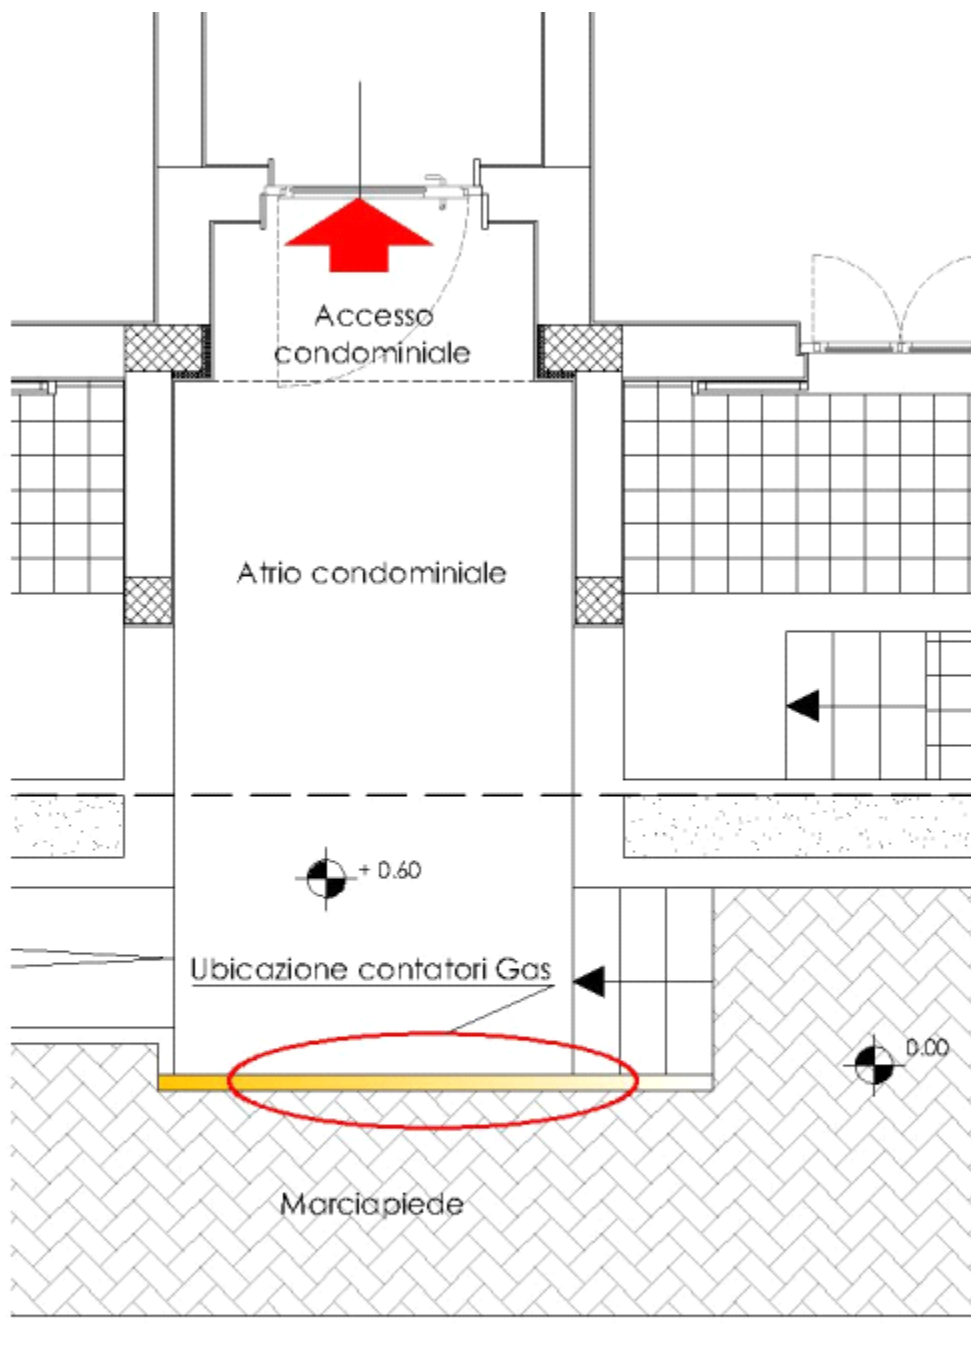 Accesso
condominiale
Atrio condominiale
+ 0.60
Ubicazione contatori Gas
0.00
Marciapiede